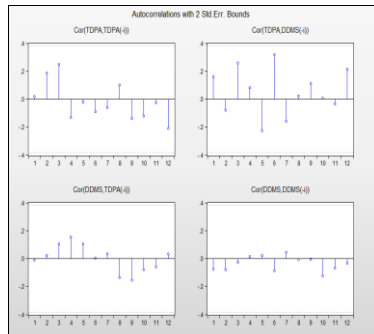 Autocorrelations with 2 Std.Err. Bounds
Cor(TDPA,TDPA(-i))
Cor(TDPA,DDMS(-i))
.4
.2
.0
-.2
-.4
1 2 3 4 5 6 7 8 9 10 11 12
.4
.2
.0
-.2
-.4
1 2 3 4 5 6 7 8 9 10 11 12
Cor(DDMS,TDPA(-i))
Cor(DDMS,DDMS(-i))
.4
.2
.0
-.2
-.4
1 2 3 4 5 6 7 8 9 10 11 12
.4
.2
.0
-.2
-.4
1 2 3 4 5 6 7 8 9 10 11 12